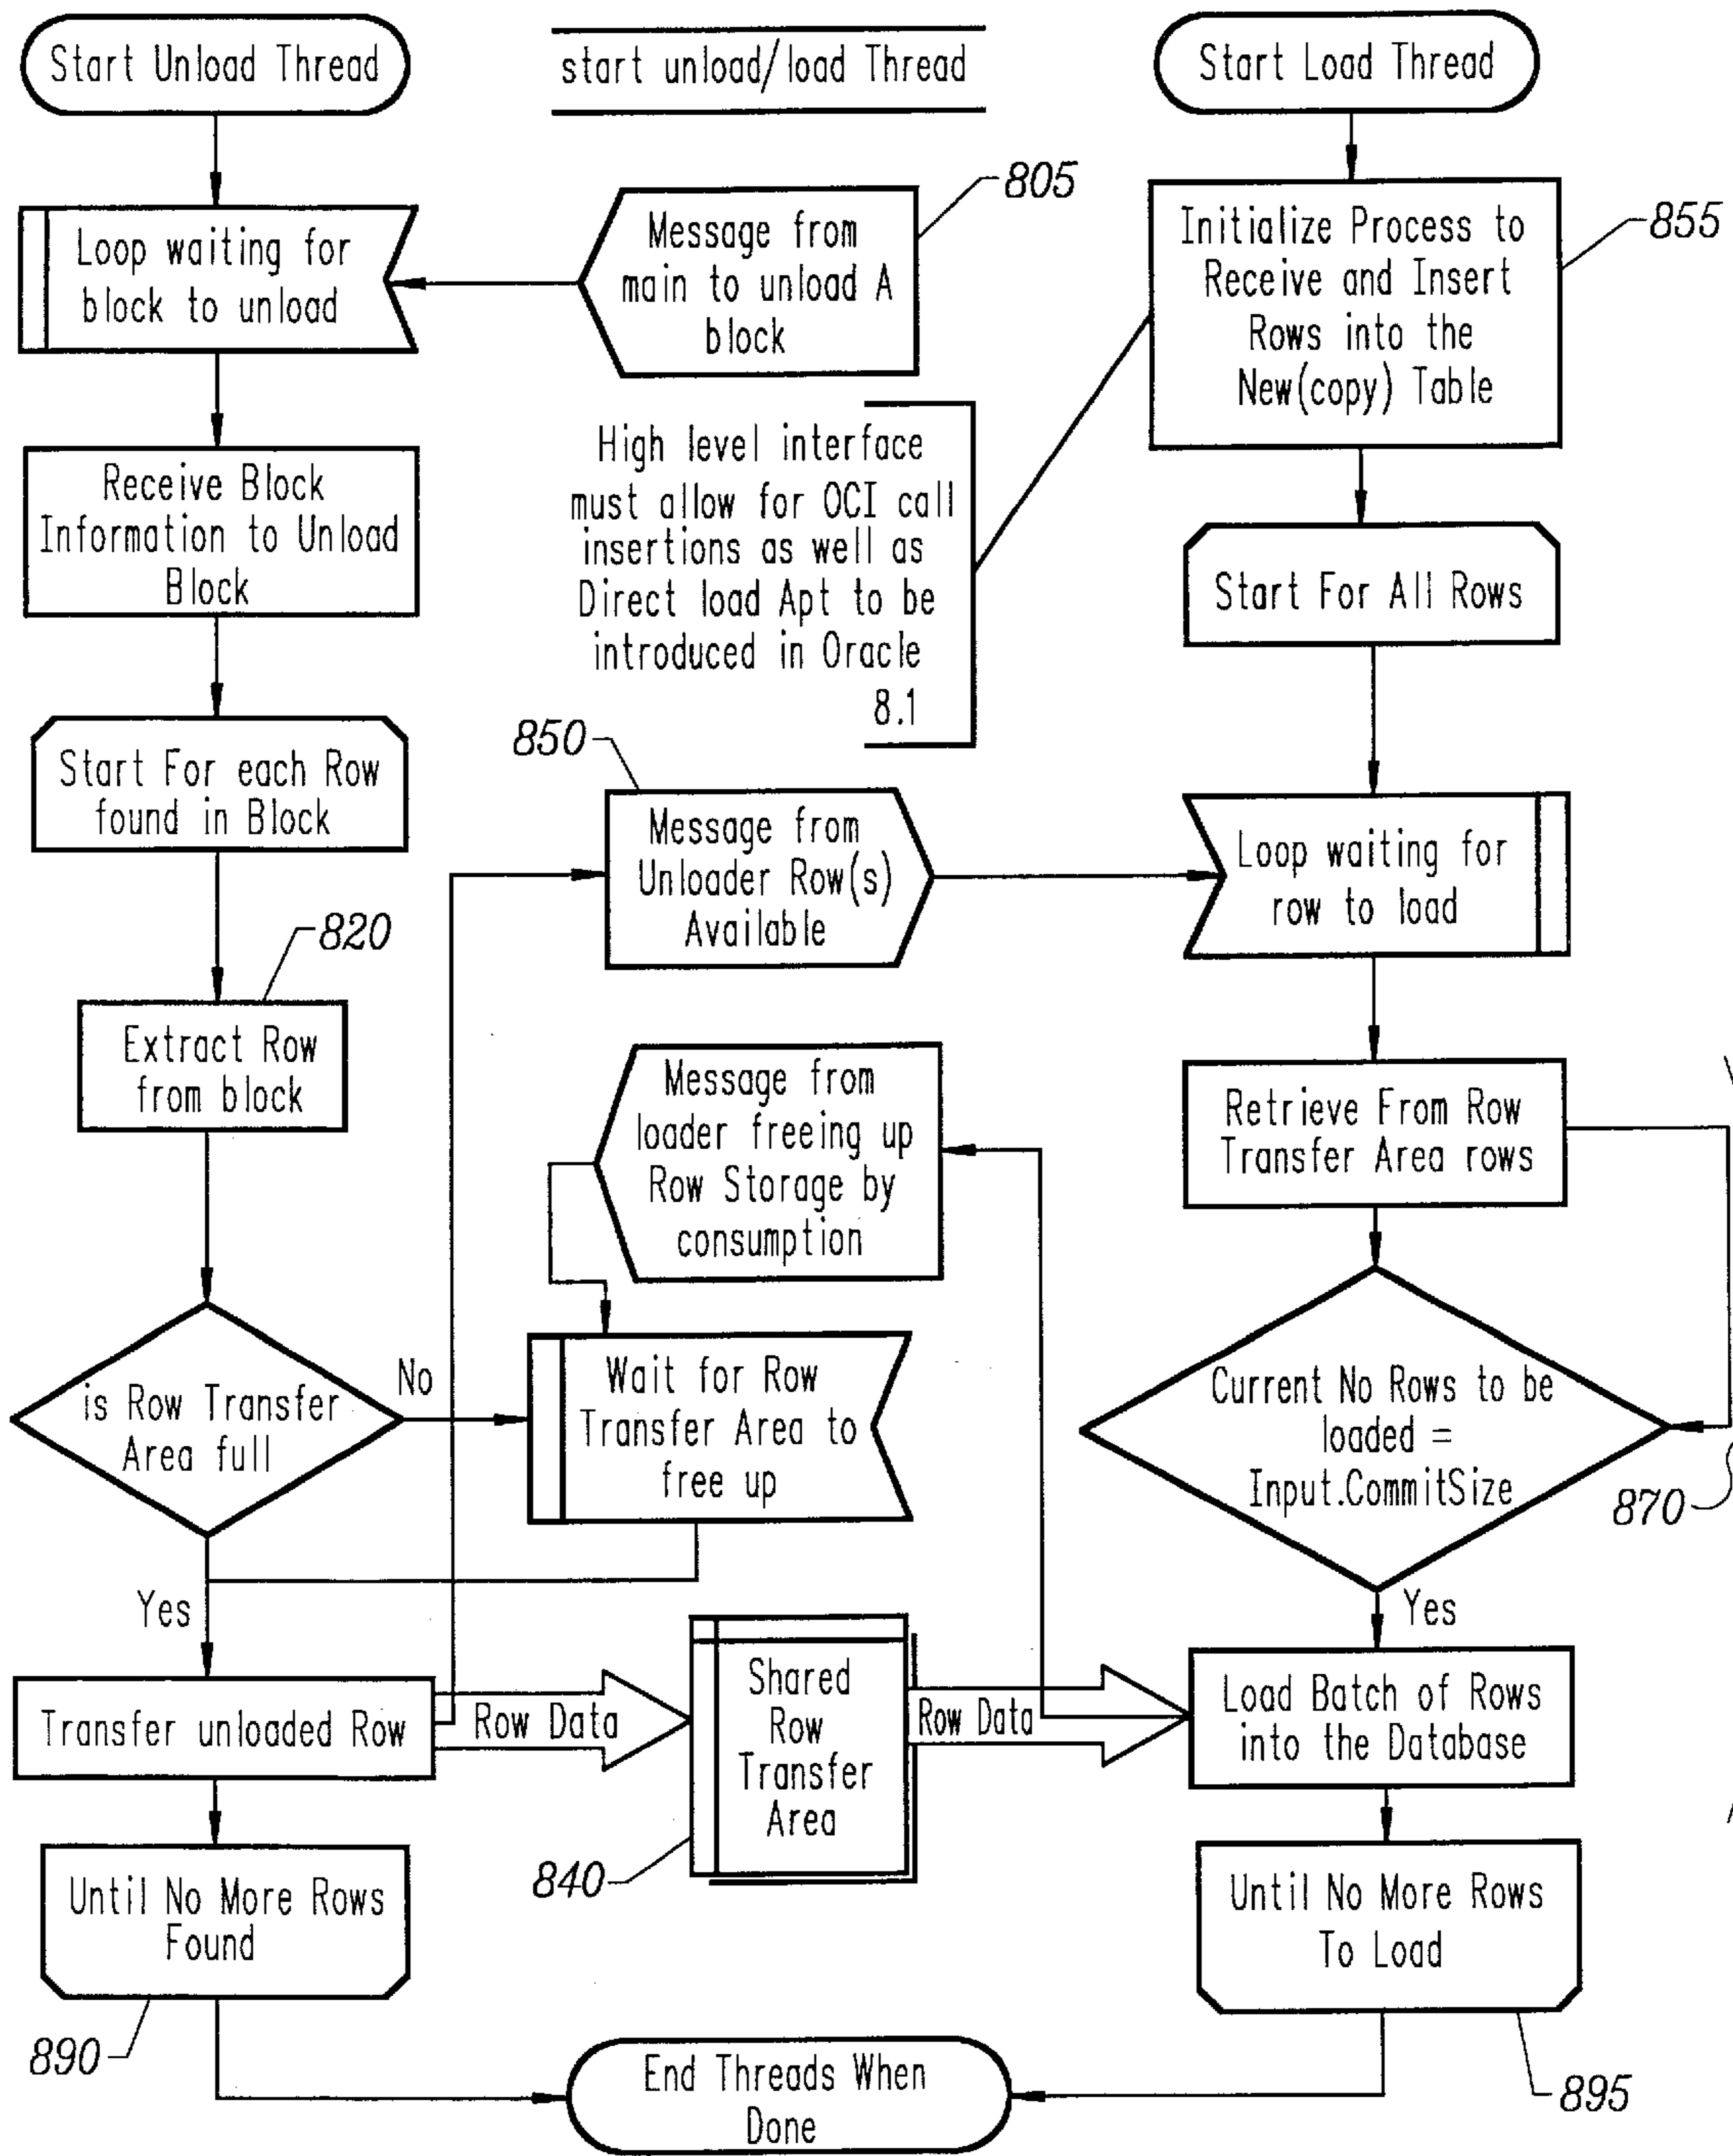 Start Unload Thread
start unload/load Thread
Start Load Thread
Loop waiting for
block to unload
Message from
main to unload A
block
805
Initialize Process to
Receive and Insert
Rows into the
New(copy) Table
855
Receive Block
Information to Unload
Block
High level interface
must allow for OCI call
insertions as well as
Direct load Apt to be
introduced in Oracle
8.1
Start For All Rows
Start For each Row
found in Block
850
Message from
Unloader Row(s)
Available
Loop waiting for
row to load
820
Extract Row
from block
Message from
loader freeing up
Row Storage by
consumption
Retrieve From Row
Transfer Area rows
is Row Transfer
Area full
No
Wait for Row
Transfer Area to
free up
Current No Rows to be
loaded =
Input.CommitSize
870
Yes
Yes
Transfer unloaded Row
Row Data
Shared
Row
Transfer
Area
840
Row Data
Load Batch of Rows
into the Database
Until No More Rows
Found
890
Until No More Rows
To Load
895
End Threads When
Done